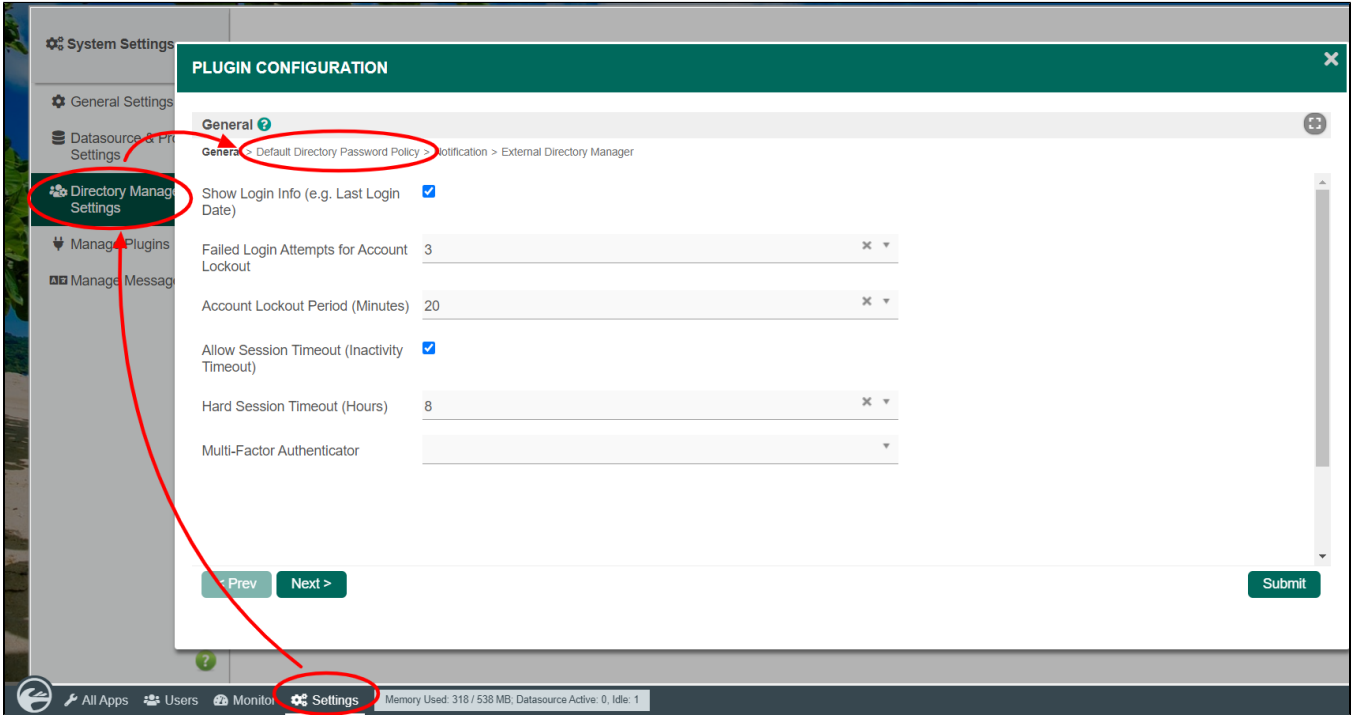 System Settings
PLUGIN CONFIGURATION
General Settings
General
Datasource & Pro
Settings
General > Default Directory Password Policy > Notification > External Directory Manager
Directory Manage
Settings
Manage Plugins
Manage Message
Show Login Info (e.g. Last Login
Date)
Failed Login Attempts for Account
Lockout
3
Account Lockout Period (Minutes)
20
Allow Session Timeout (Inactivity
Timeout)
Hard Session Timeout (Hours)
8
Multi-Factor Authenticator
< Prev
Next >
Submit
All Apps
Users
Monitor
Settings
Memory Used: 318 / 538 MB; Datasource Active: 0, Idle: 1